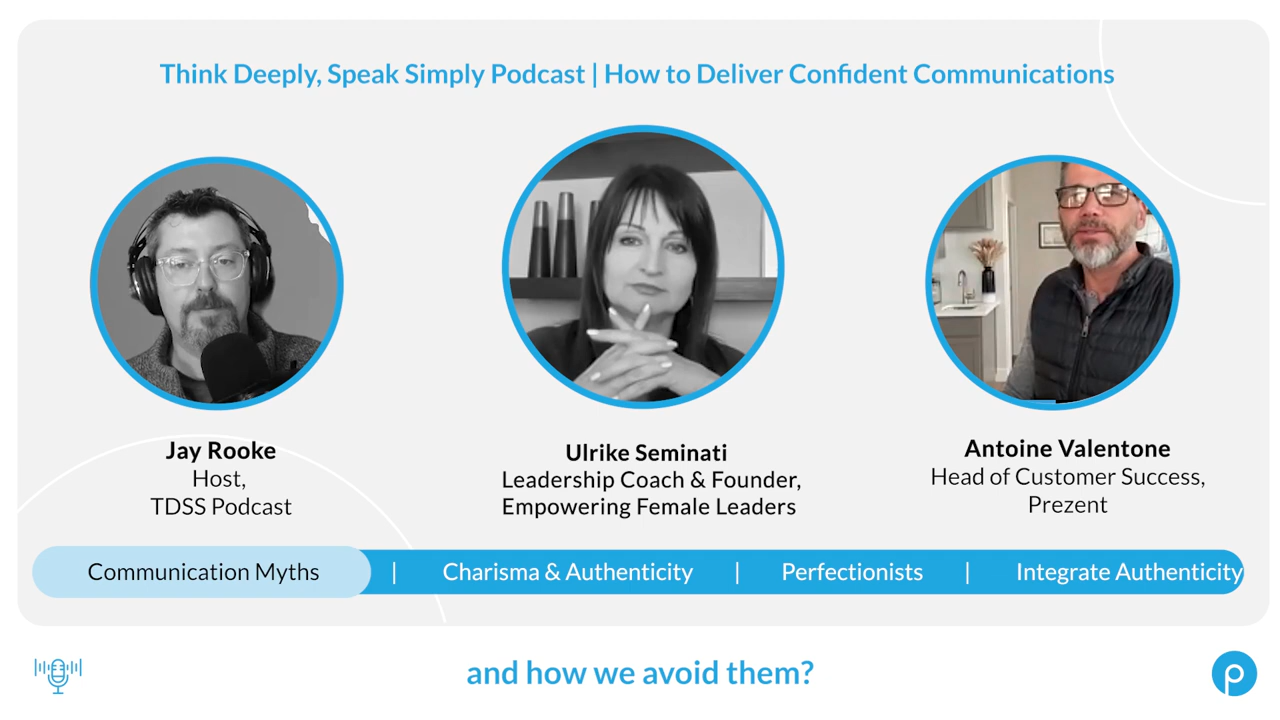 Think Deeply, Speak Simply Podcast | How to Deliver Confident Communications
Jay Rooke
Host,
TDSS Podcast
Ulrike Seminati
Leadership Coach & Founder,
Empowering Female Leaders
Antoine Valentone
Head of Customer Success,
Prezent
Communication Myths | Charisma & Authenticity | Perfectionists | Integrate Authenticity
and how we avoid them?